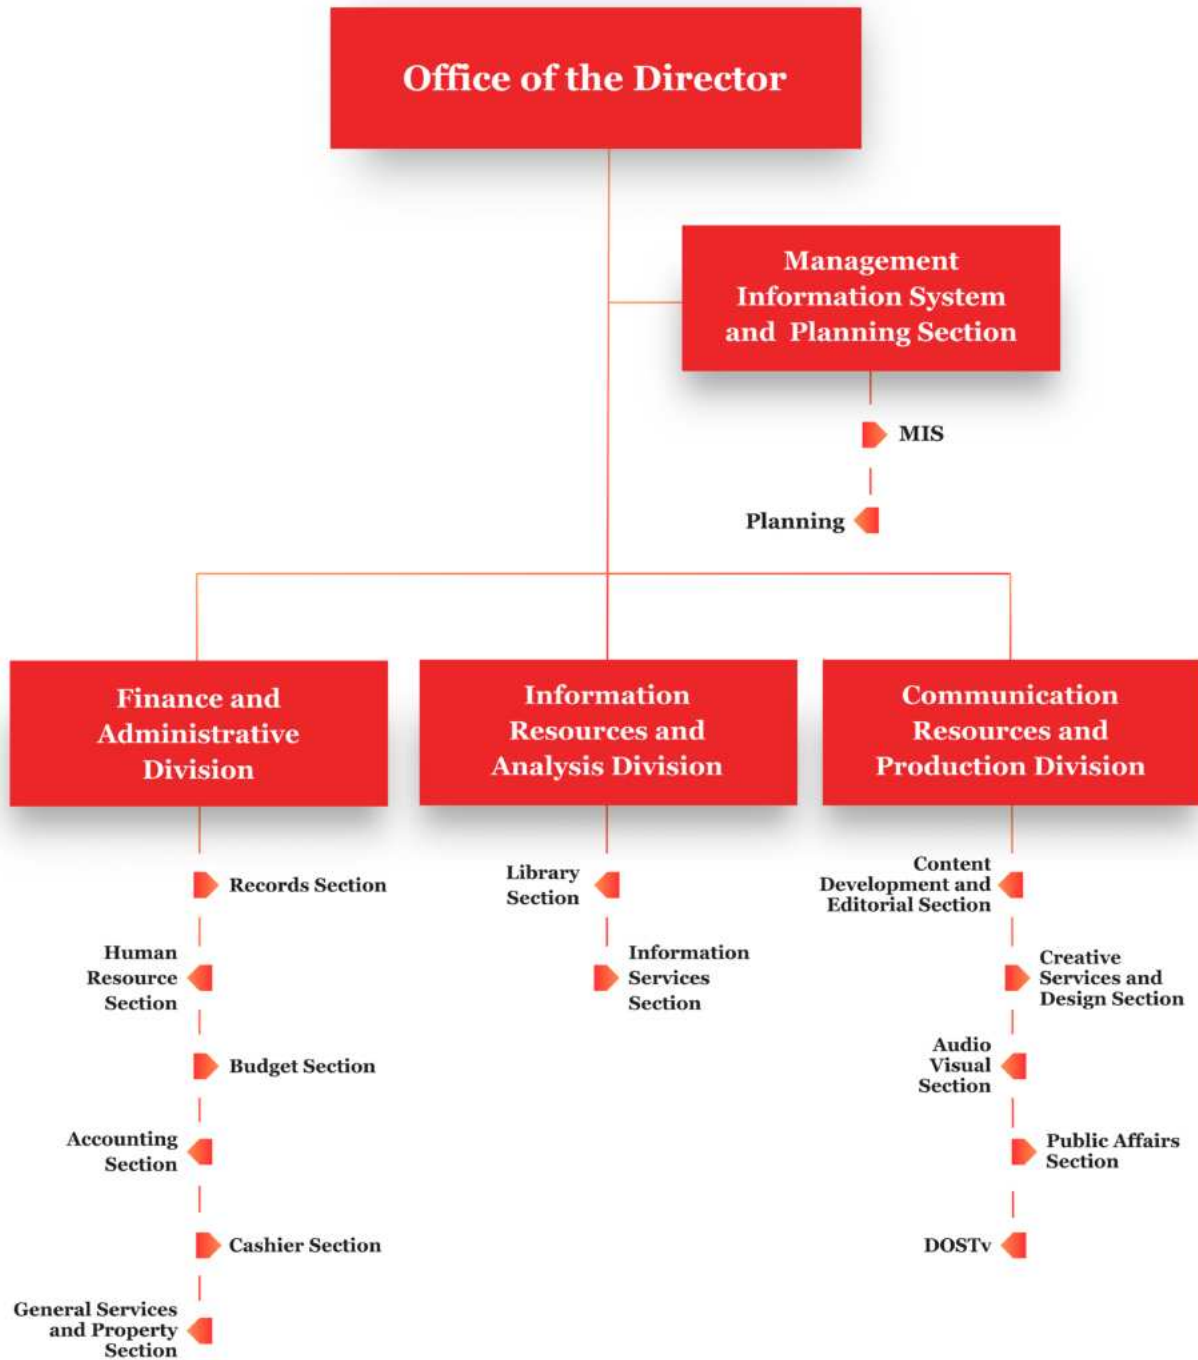 Office of the Director
Management
Information System
and Planning Section
MIS
Planning
Finance and
Administrative
Division
Records Section
Human
Resource
Section
Budget Section
Accounting
Section
Cashier Section
General Services
and Property
Section
Information
Resources and
Analysis Division
Library
Section
Information
Services
Section
Communication
Resources and
Production Division
Content
Development and
Editorial Section
Creative
Services and
Design Section
Audio
Visual
Section
Public Affairs
Section
DOSTv